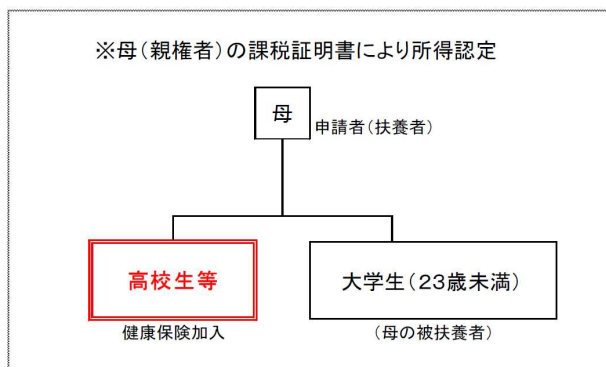 ※母(親権者)の課税証明書により所得認定
母
申請者(扶養者)
高校生等
大学生(23歳未満)
健康保険加入
(母の被扶養者)